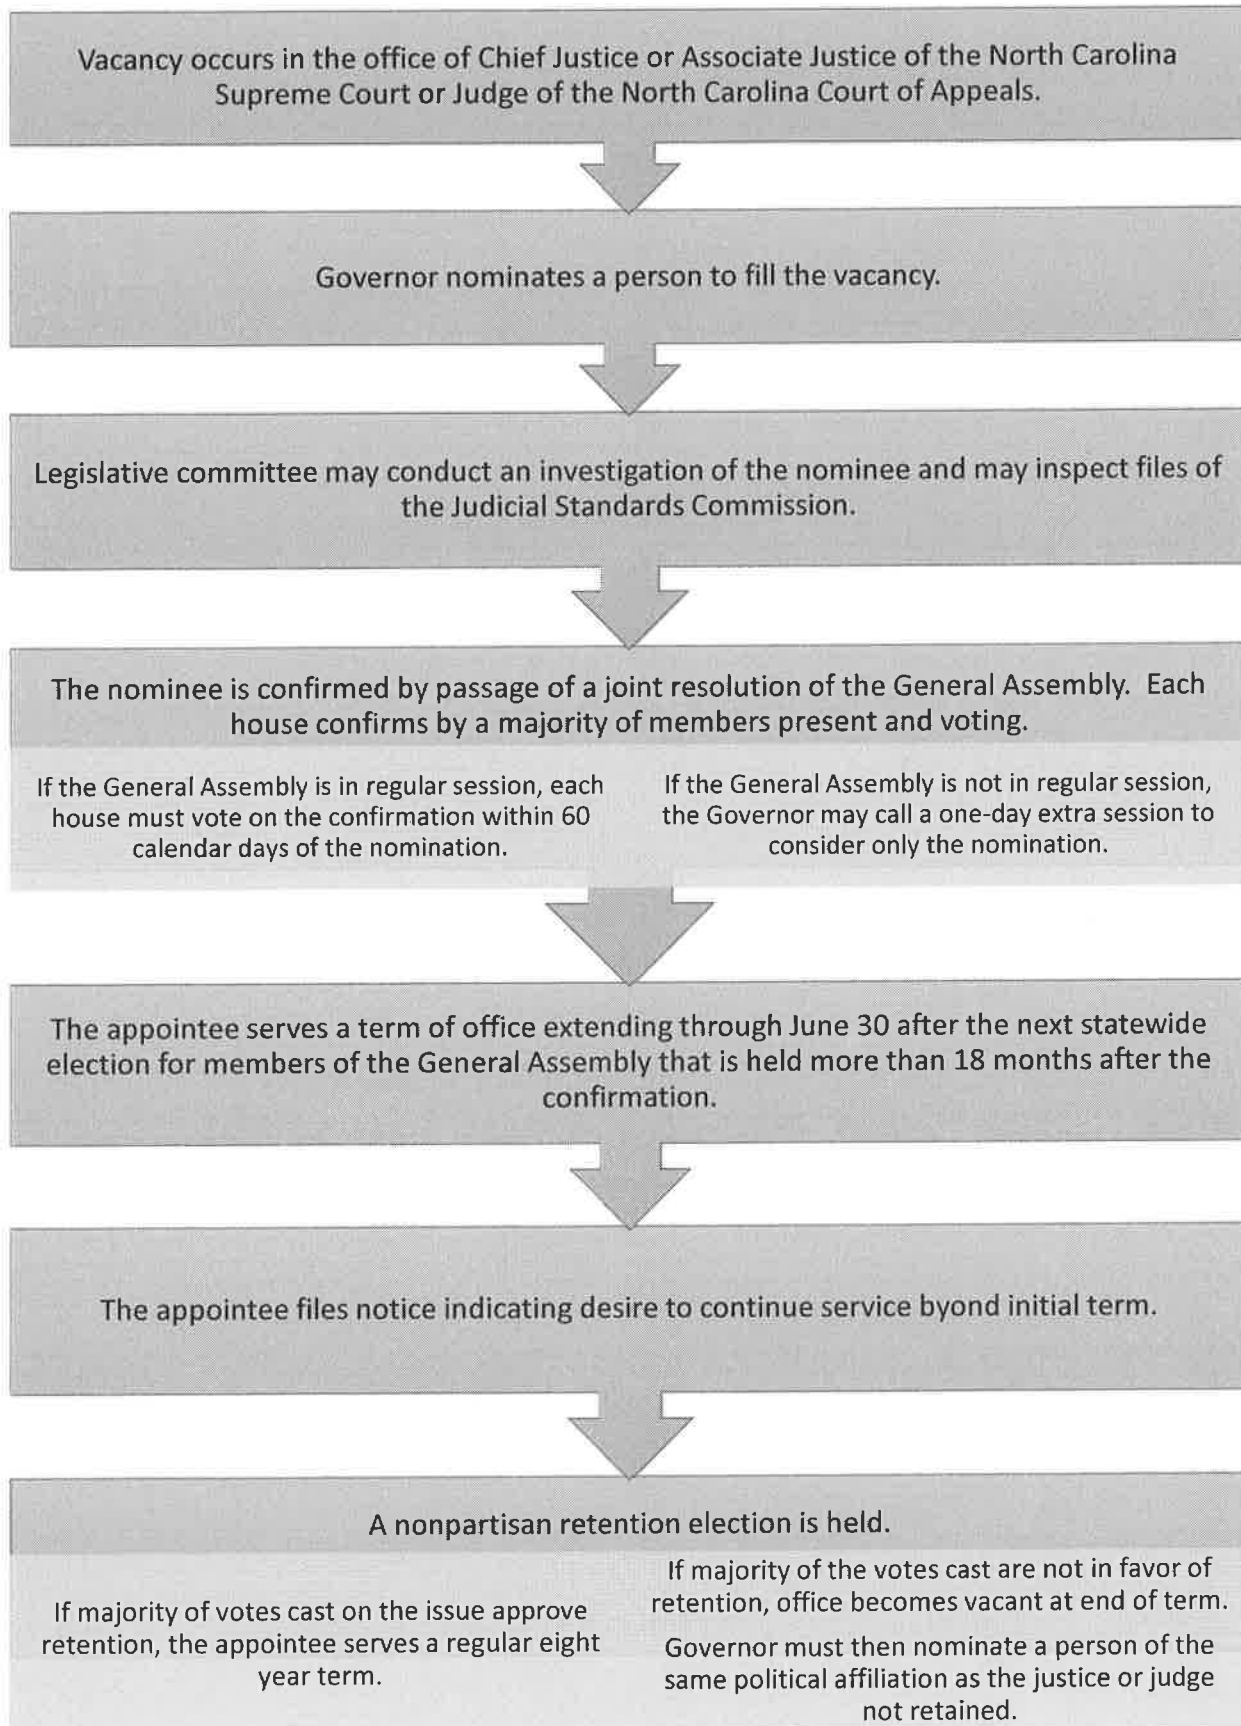 Vacancy occurs in the office of Chief Justice or Associate Justice of the North Carolina
Supreme Court or Judge of the North Carolina Court of Appeals.
Governor nominates a person to fill the vacancy.
Legislative committee may conduct an investigation of the nominee and may inspect files of
the Judicial Standards Commission.
The nominee is confirmed by passage of a joint resolution of the General Assembly. Each
house confirms by a majority of members present and voting.
If the General Assembly is in regular session, each
house must vote on the confirmation within 60
calendar days of the nomination.
If the General Assembly is not in regular session,
the Governor may call a one-day extra session to
consider only the nomination.
The appointee serves a term of office extending through June 30 after the next statewide
election for members of the General Assembly that is held more than 18 months after the
confirmation.
The appointee files notice indicating desire to continue service byond initial term.
A nonpartisan retention election is held.
If majority of votes cast on the issue approve
retention, the appointee serves a regular eight
year term.
If majority of the votes cast are not in favor of
retention, office becomes vacant at end of term.
Governor must then nominate a person of the
same political affiliation as the justice or judge
not retained.